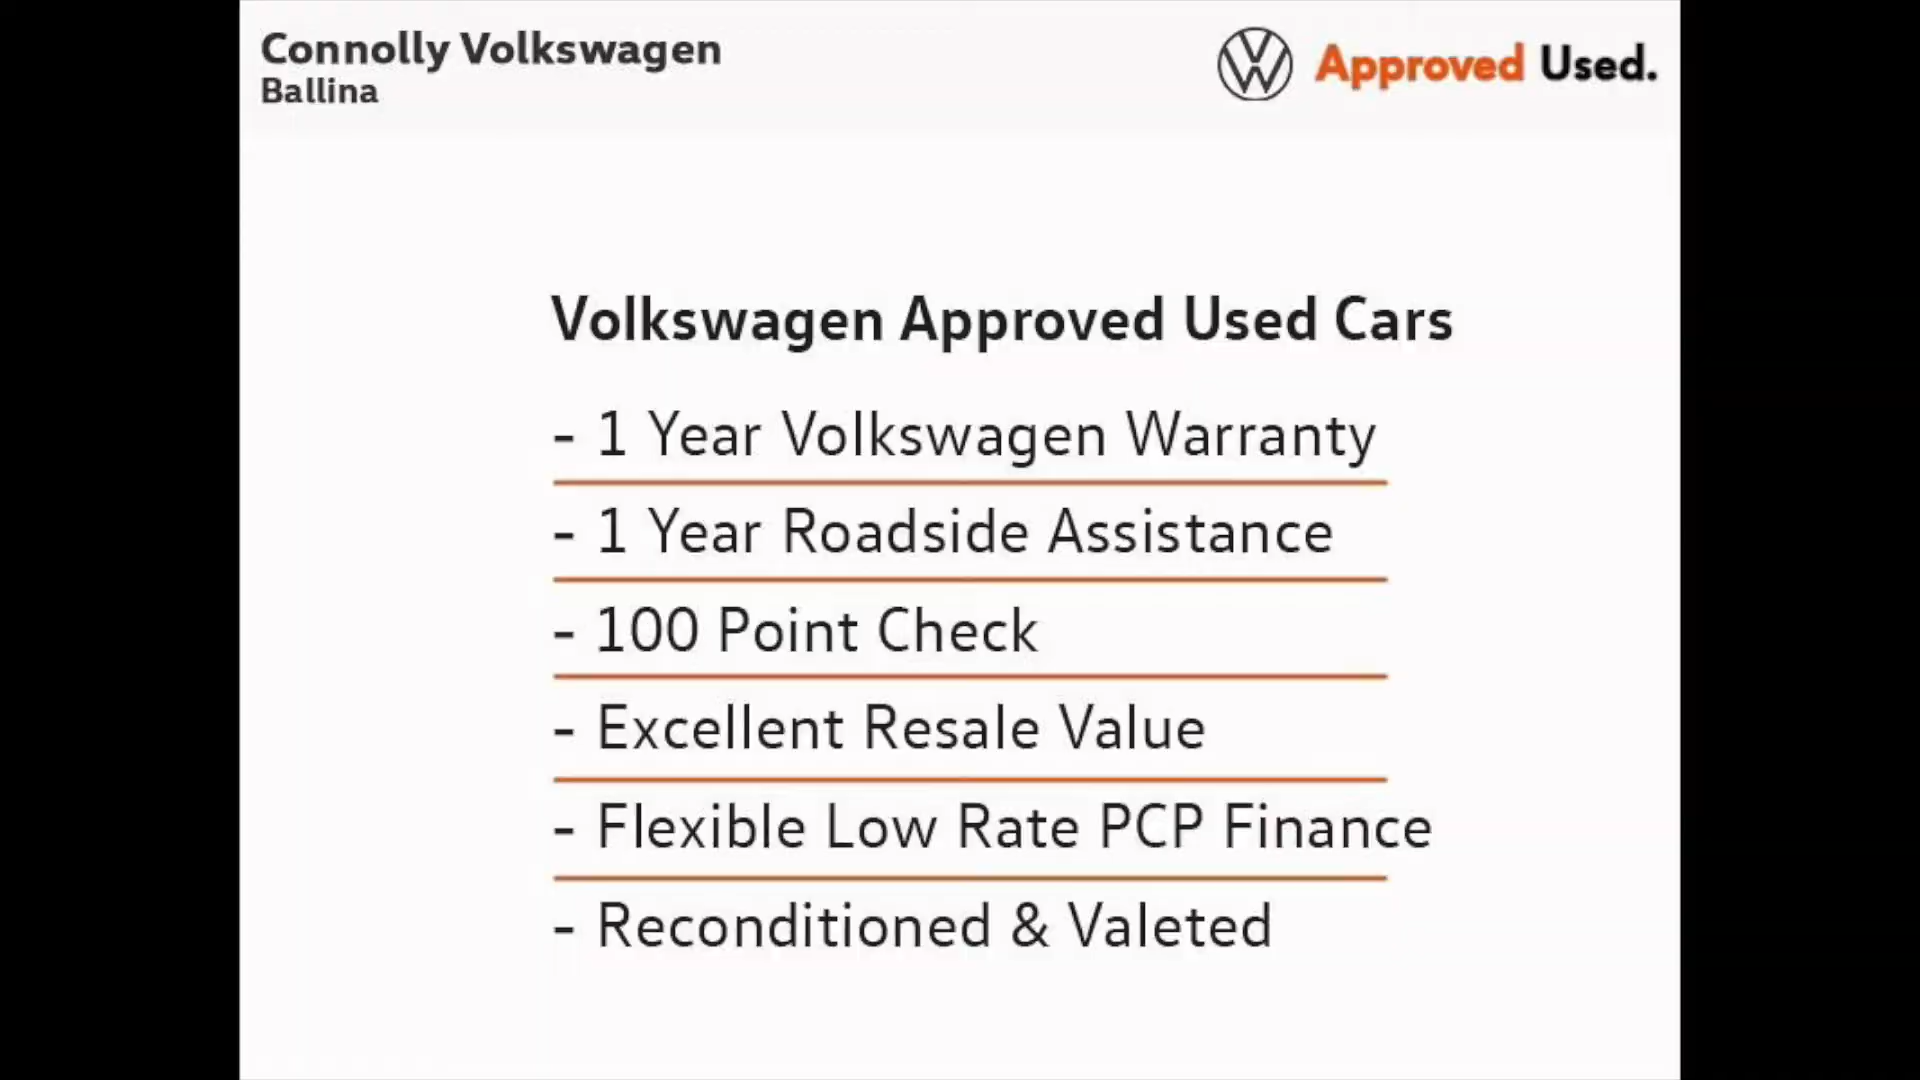 Connolly Volkswagen
Ballina
Approved Used.
Volkswagen Approved Used Cars
- 1 Year Volkswagen Warranty
- 1 Year Roadside Assistance
- 100 Point Check
- Excellent Resale Value
- Flexible Low Rate PCP Finance
- Reconditioned & Valeted